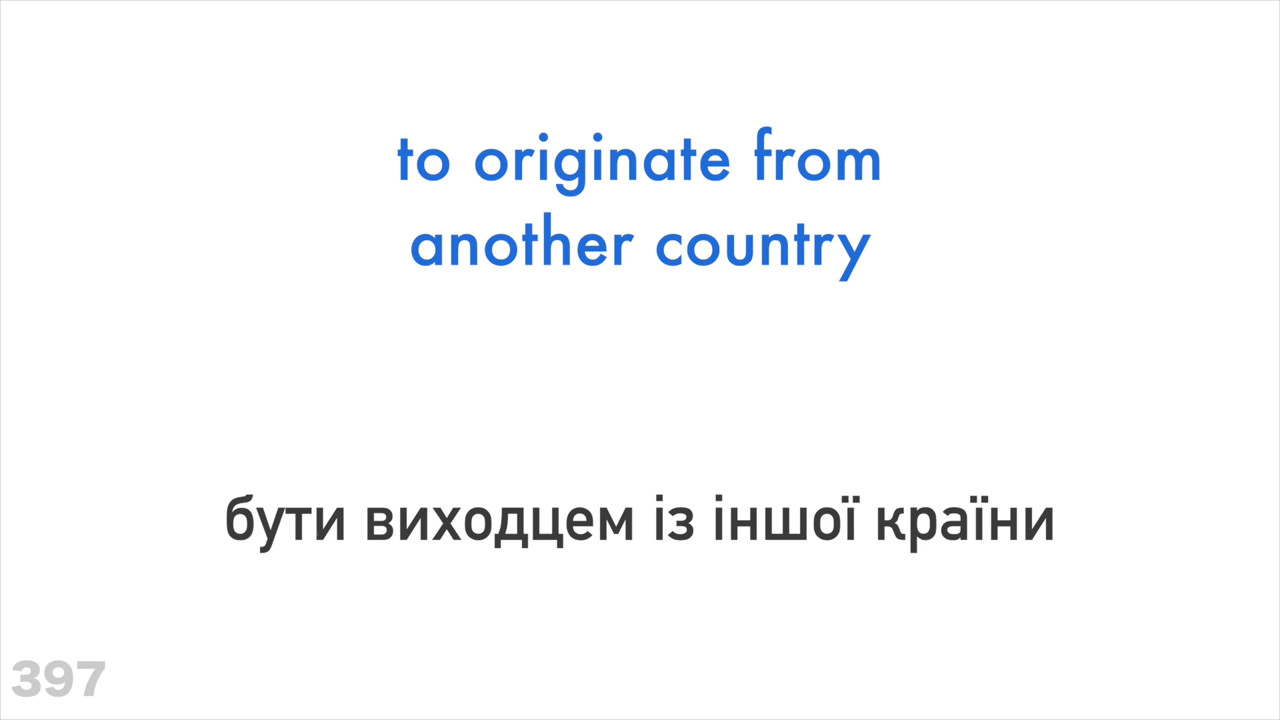 to originate from
another country
бути виходцем із іншої країни
397